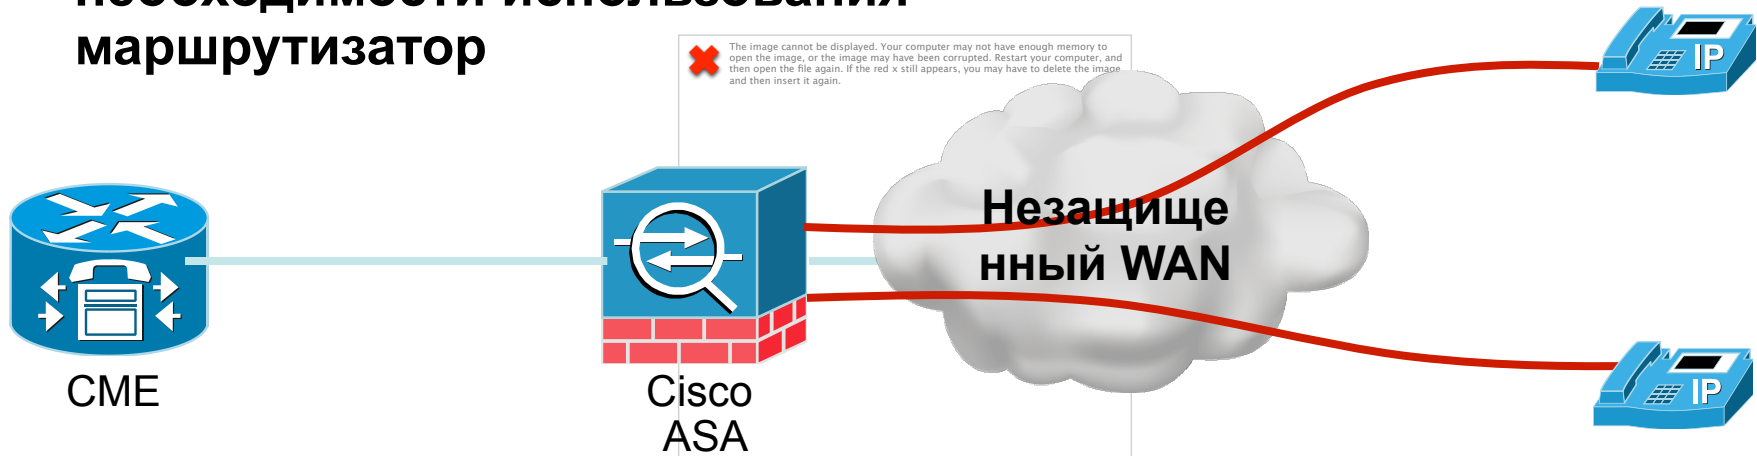 необходимости использования
маршрутизатор
The image cannot be displayed. Your computer may not have enough memory to
open the image, or the image may have been corrupted. Restart your computer, and
then open the file again. If the red x still appears, you may have to delete the image
and then insert it again.
IP
Незащище
нный WAN
CME
Cisco
ASA
IP